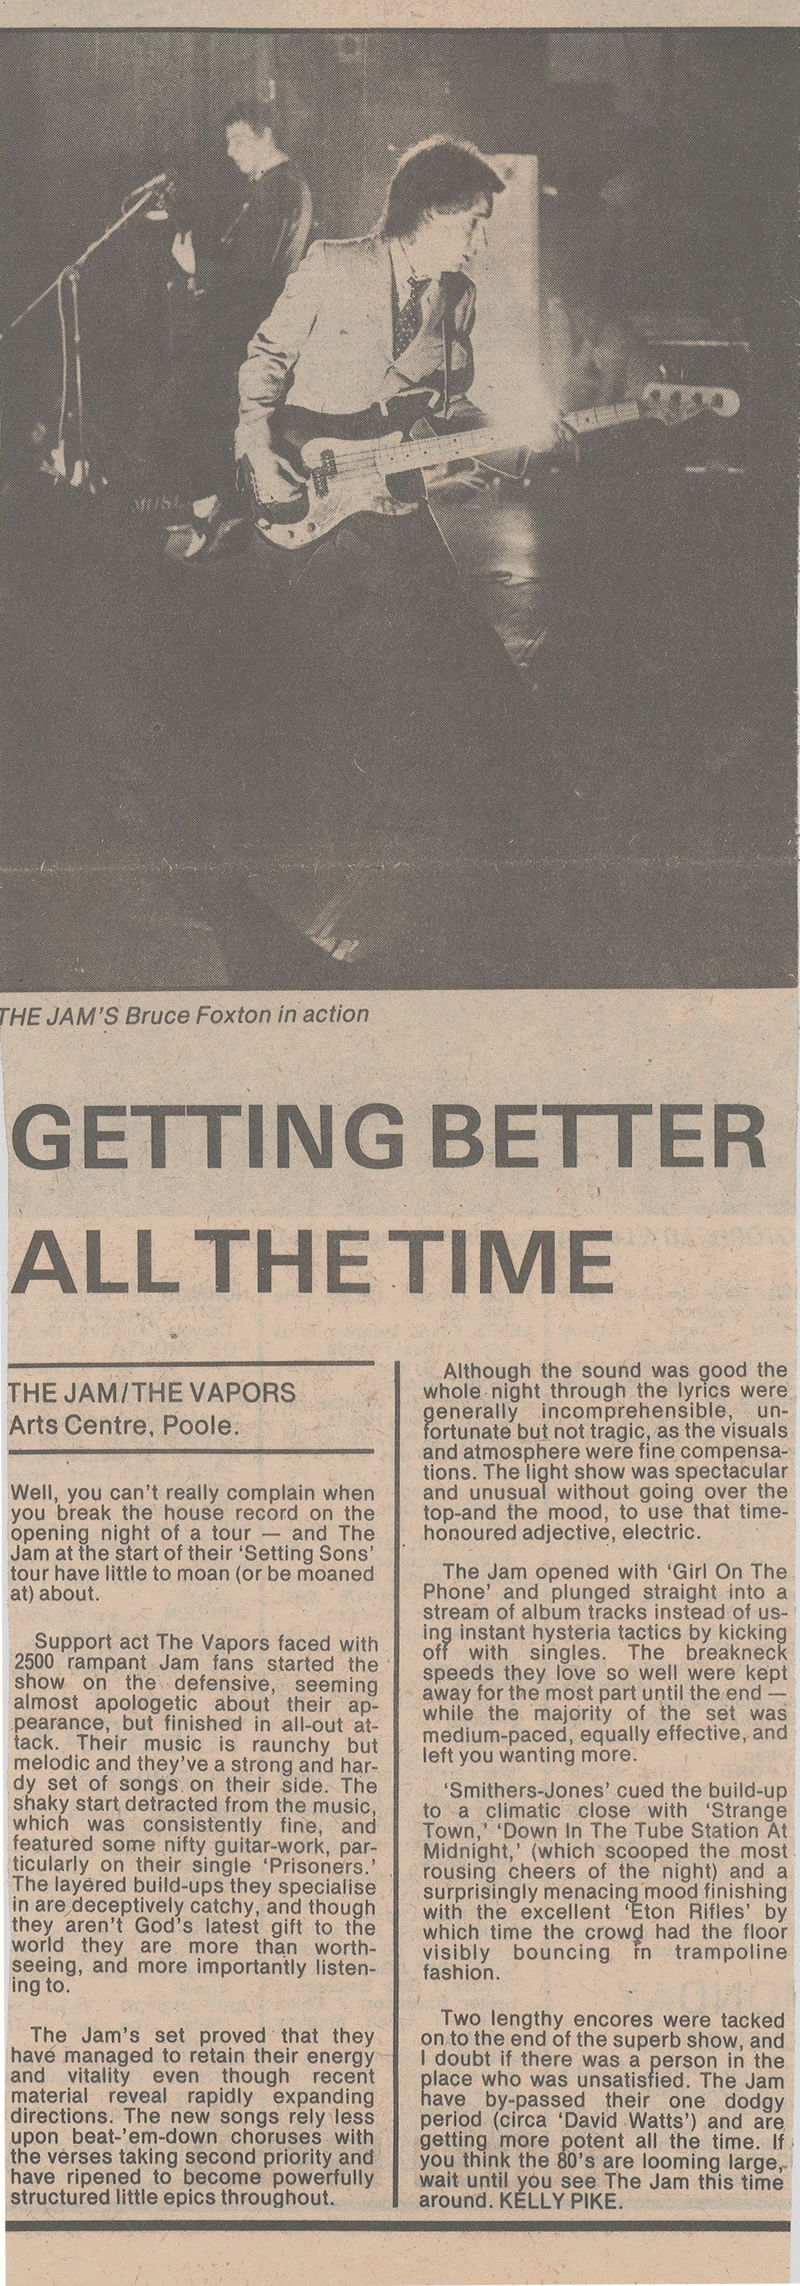 THE JAM'S Bruce Foxton in action
GETTING BETTER
ALL THE TIME
THE JAM/THE VAPORS
Arts Centre, Poole.
Well, you can't really complain when
you break the house record on the
opening night of a tour — and The
Jam at the start of their 'Setting Sons'
tour have little to moan (or be moaned
at) about.
Support act The Vapors faced with
2500 rampant Jam fans started the
show on the defensive, seeming
almost apologetic about their ap-
pearance, but finished in all-out at-
tack. Their music is raunchy but
melodic and they've a strong and har-
dy set of songs on their side. The
shaky start detracted from the music,
which was consistently fine, and
featured some nifty guitar-work, par-
ticularly on their single 'Prisoners.'
The layered build-ups they specialise
in are deceptively catchy, and though
they aren't God's latest gift to the
world they are more than worth-
seeing, and more importantly listen-
ing to.
The Jam's set proved that they
have managed to retain their energy
and vitality even though recent
material reveal rapidly expanding
directions. The new songs rely less
upon beat-'em-down choruses with
the verses taking second priority and
have ripened to become powerfully
structured little epics throughout.
Although the sound was good the
whole night through the lyrics were
generally incomprehensible, un-
fortunate but not tragic, as the visuals
and atmosphere were fine compensa-
tions. The light show was spectacular
and unusual without going over the
top-and the mood, to use that time-
honoured adjective, electric.
The Jam opened with 'Girl On The
Phone' and plunged straight into a
stream of album tracks instead of us-
ing instant hysteria tactics by kicking
off with singles. The breakneck
speeds they love so well were kept
away for the most part until the end —
while the majority of the set was
medium-paced, equally effective, and
left you wanting more.
'Smithers-Jones' cued the build-up
to a climatic close with 'Strange
Town,' 'Down In The Tube Station At
Midnight,' (which scooped the most
rousing cheers of the night) and a
surprisingly menacing mood finishing
with the excellent 'Eton Rifles' by
which time the crowd had the floor
visibly bouncing in trampoline
fashion.
Two lengthy encores were tacked
on to the end of the superb show, and
I doubt if there was a person in the
place who was unsatisfied. The Jam
have by-passed their one dodgy
period (circa 'David Watts') and are
getting more potent all the time. If
you think the 80's are looming large,
wait until you see The Jam this time
around. KELLY PIKE.